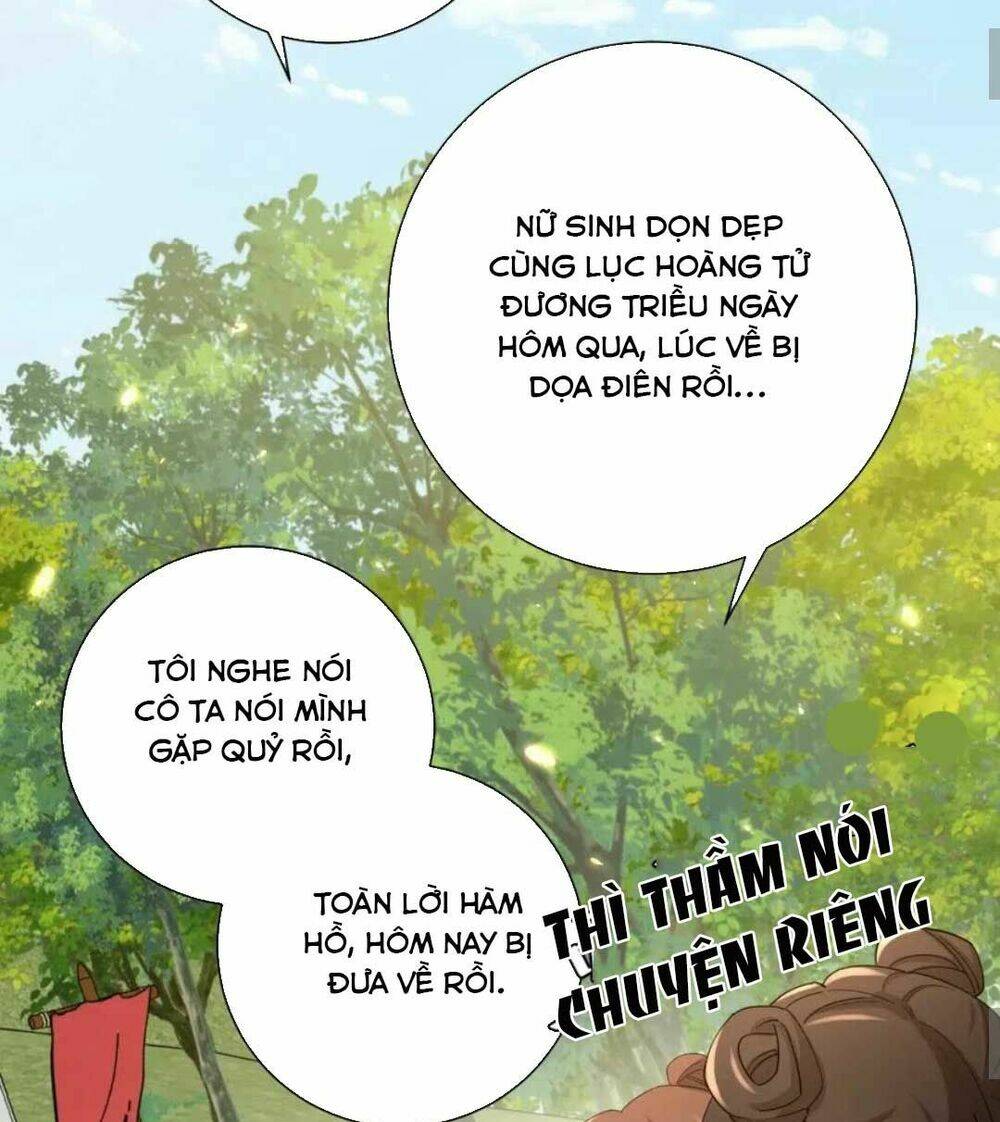 NỮ SINH DỌN DẸP
CÙNG LỤC HOÀNG TỬ
ĐƯƠNG TRIỀU NGÀY
HÔM QUA, LÚC VỀ BỊ
DỌA ĐIÊN RỒI...
TÔI NGHE NÓI
CÔ TA NÓI MÌNH
GẶP QUỶ RỒI,
TOÀN LỜI HÀM
HỒ, HÔM NAY BỊ
ĐƯA VỀ RỒI.
THÌ THẦM NÓI
CHUYỆN RIÊNG